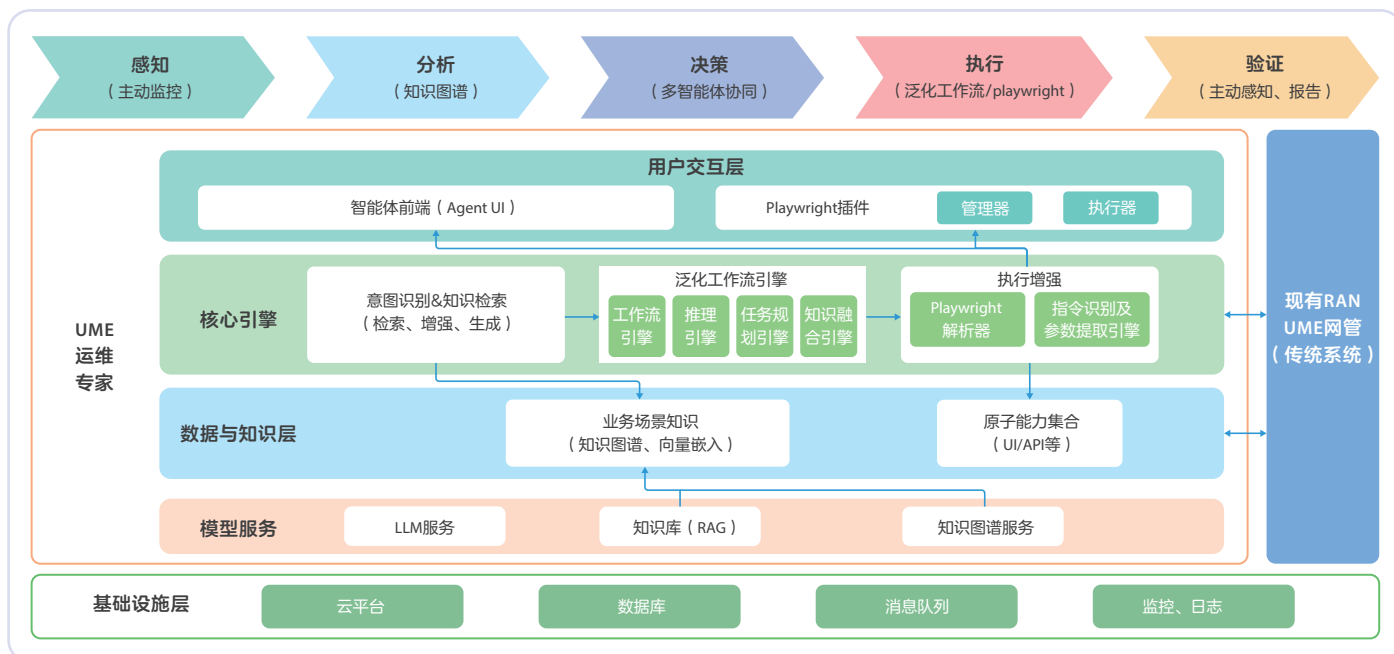 感知
（主动监控）
分析
（知识图谱）
决策
（多智能体协同）
执行
（泛化工作流/playwright）
验证
（主动感知、报告）
UME
运维
专家
用户交互层
智能体前端（Agent UI）
Playwright插件
管理器
执行器
核心引擎
意图识别&知识检索
（检索、增强、生成）
泛化工作流引擎
工作流
引擎
推理
引擎
任务规
划引擎
知识融
合引擎
执行增强
Playwright
解析器
指令识别及
参数提取引擎
数据与知识层
业务场景知识
（知识图谱、向量嵌入）
原子能力集合
（UI/API等）
模型服务
LLM服务
知识库（RAG）
知识图谱服务
现有RAN
UME网管
（传统系统）
基础设施层
云平台
数据库
消息队列
监控、日志